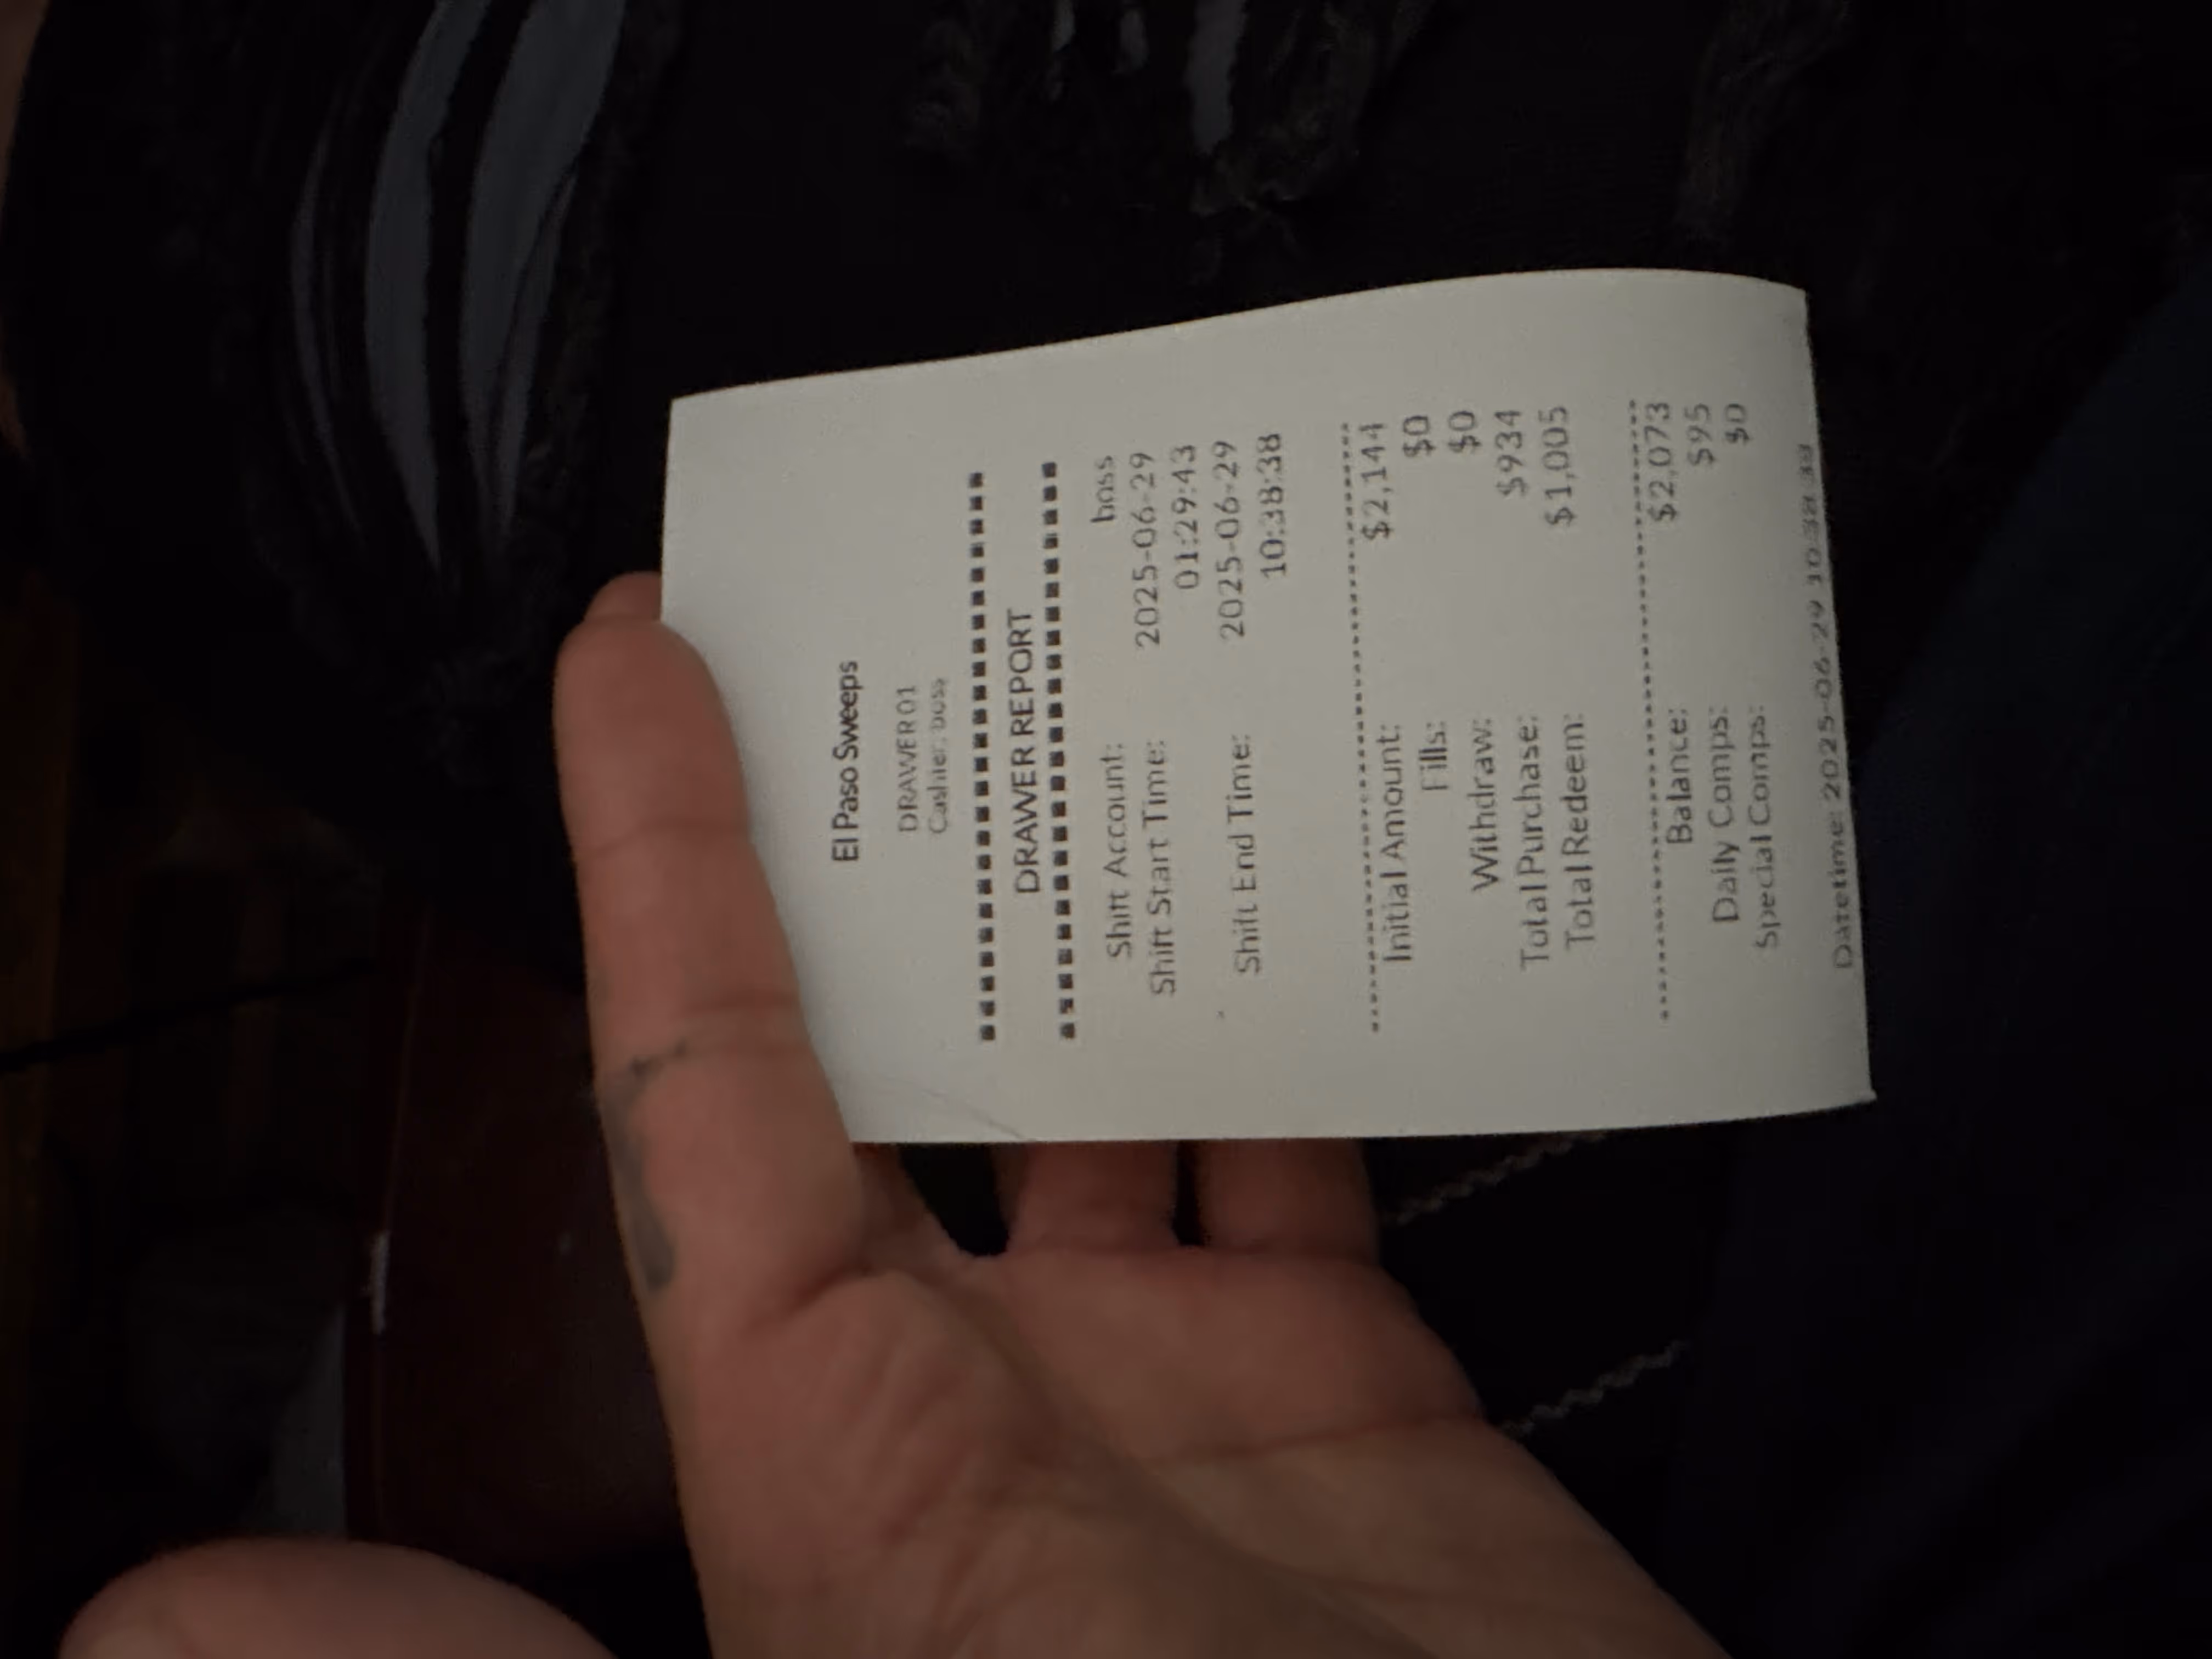 El Paso Sweeps
DRAWER 01
Cashier: boss
DRAWER REPORT
Shift Account: boss
Shift Start Time: 2025-06-29
01:29:43
Shift End Time: 2025-06-29
10:38:38
Initial Amount: $2,144
Fills: $0
Withdraw: $0
Total Purchase: $934
Total Redeem: $1,005
Balance: $2,073
Daily Comps: $95
Special Comps: $0
Datetime: 2025-06-29 10:38:39